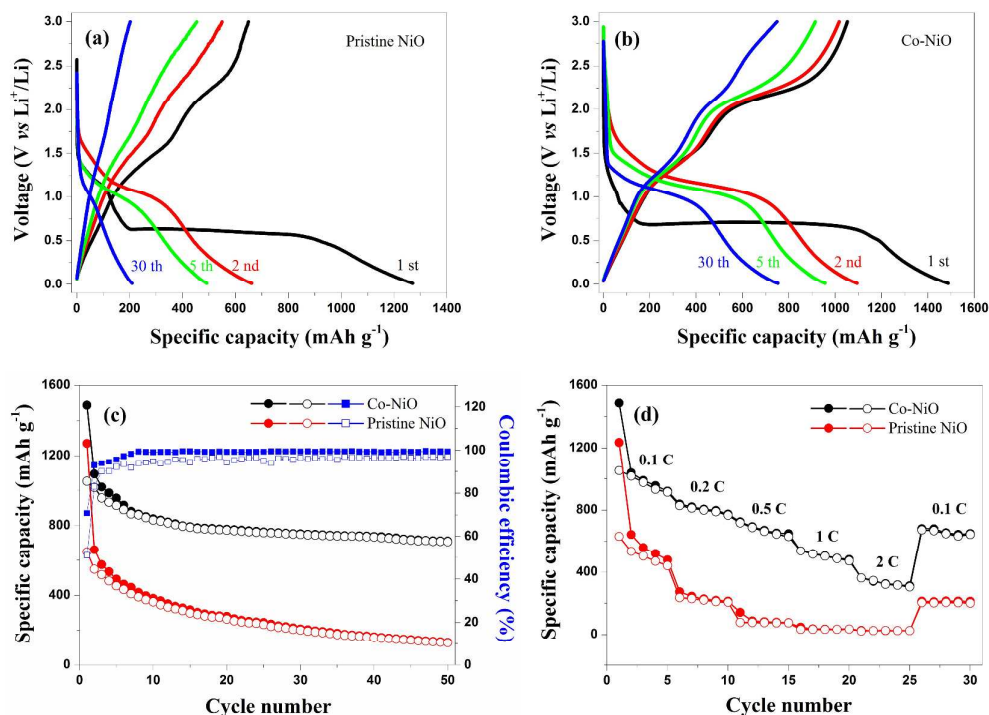 (a)
Pristine NiO
3.0
2.5
2.0
1.5
1.0
0.5
0.0
Voltage (V vs Li⁺/Li)
30 th
5 th
2 nd
1 st
0 200 400 600 800 1000 1200 1400
Specific capacity (mAh g⁻¹)
(b)
Co-NiO
3.0
2.5
2.0
1.5
1.0
0.5
0.0
Voltage (V vs Li⁺/Li)
30 th
5 th
2 nd
1 st
0 200 400 600 800 1000 1200 1400 1600
Specific capacity (mAh g⁻¹)
(c)
Co-NiO
Pristine NiO
1600
1200
800
400
0
Specific capacity (mAh g⁻¹)
120
100
80
60
40
20
0
Coulombic efficiency (%)
0 10 20 30 40 50
Cycle number
(d)
Co-NiO
Pristine NiO
1600
1200
800
400
0
Specific capacity (mAh g⁻¹)
0.1 C
0.2 C
0.5 C
1 C
2 C
0.1 C
0 5 10 15 20 25 30
Cycle number